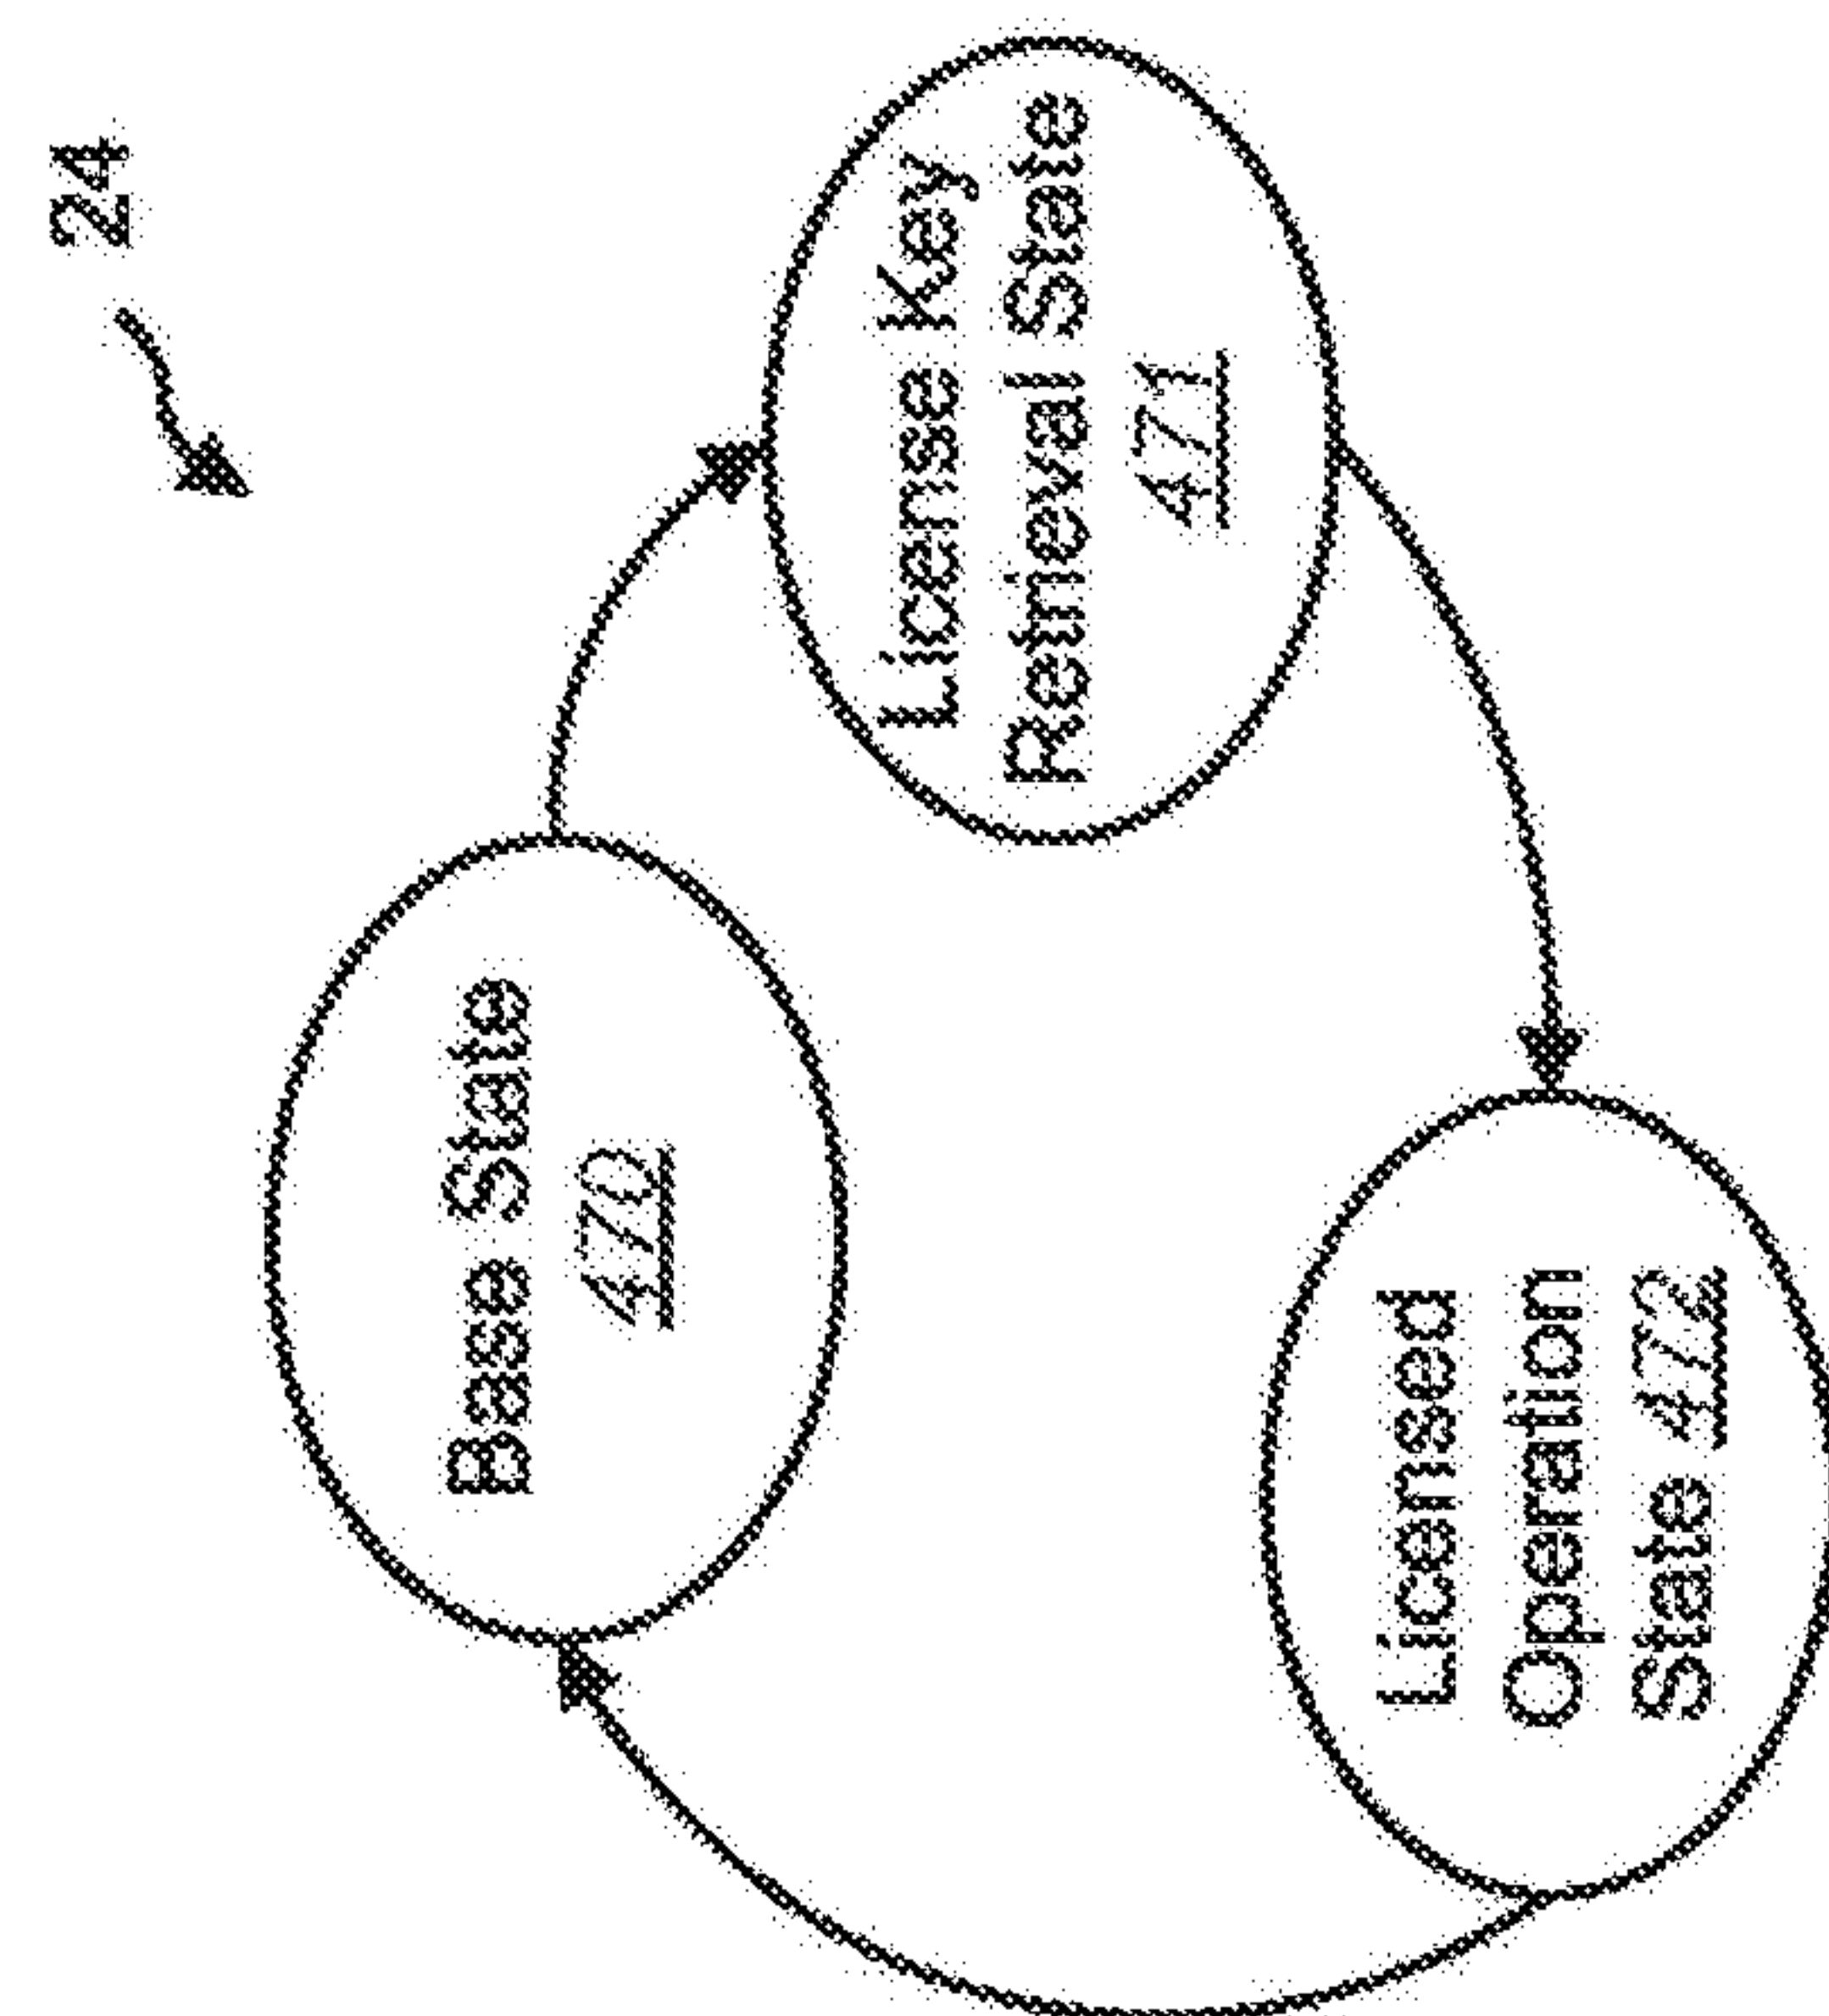 24
Base State
470
License Key
Retrieval State
471
Licensed
Operation
State 472